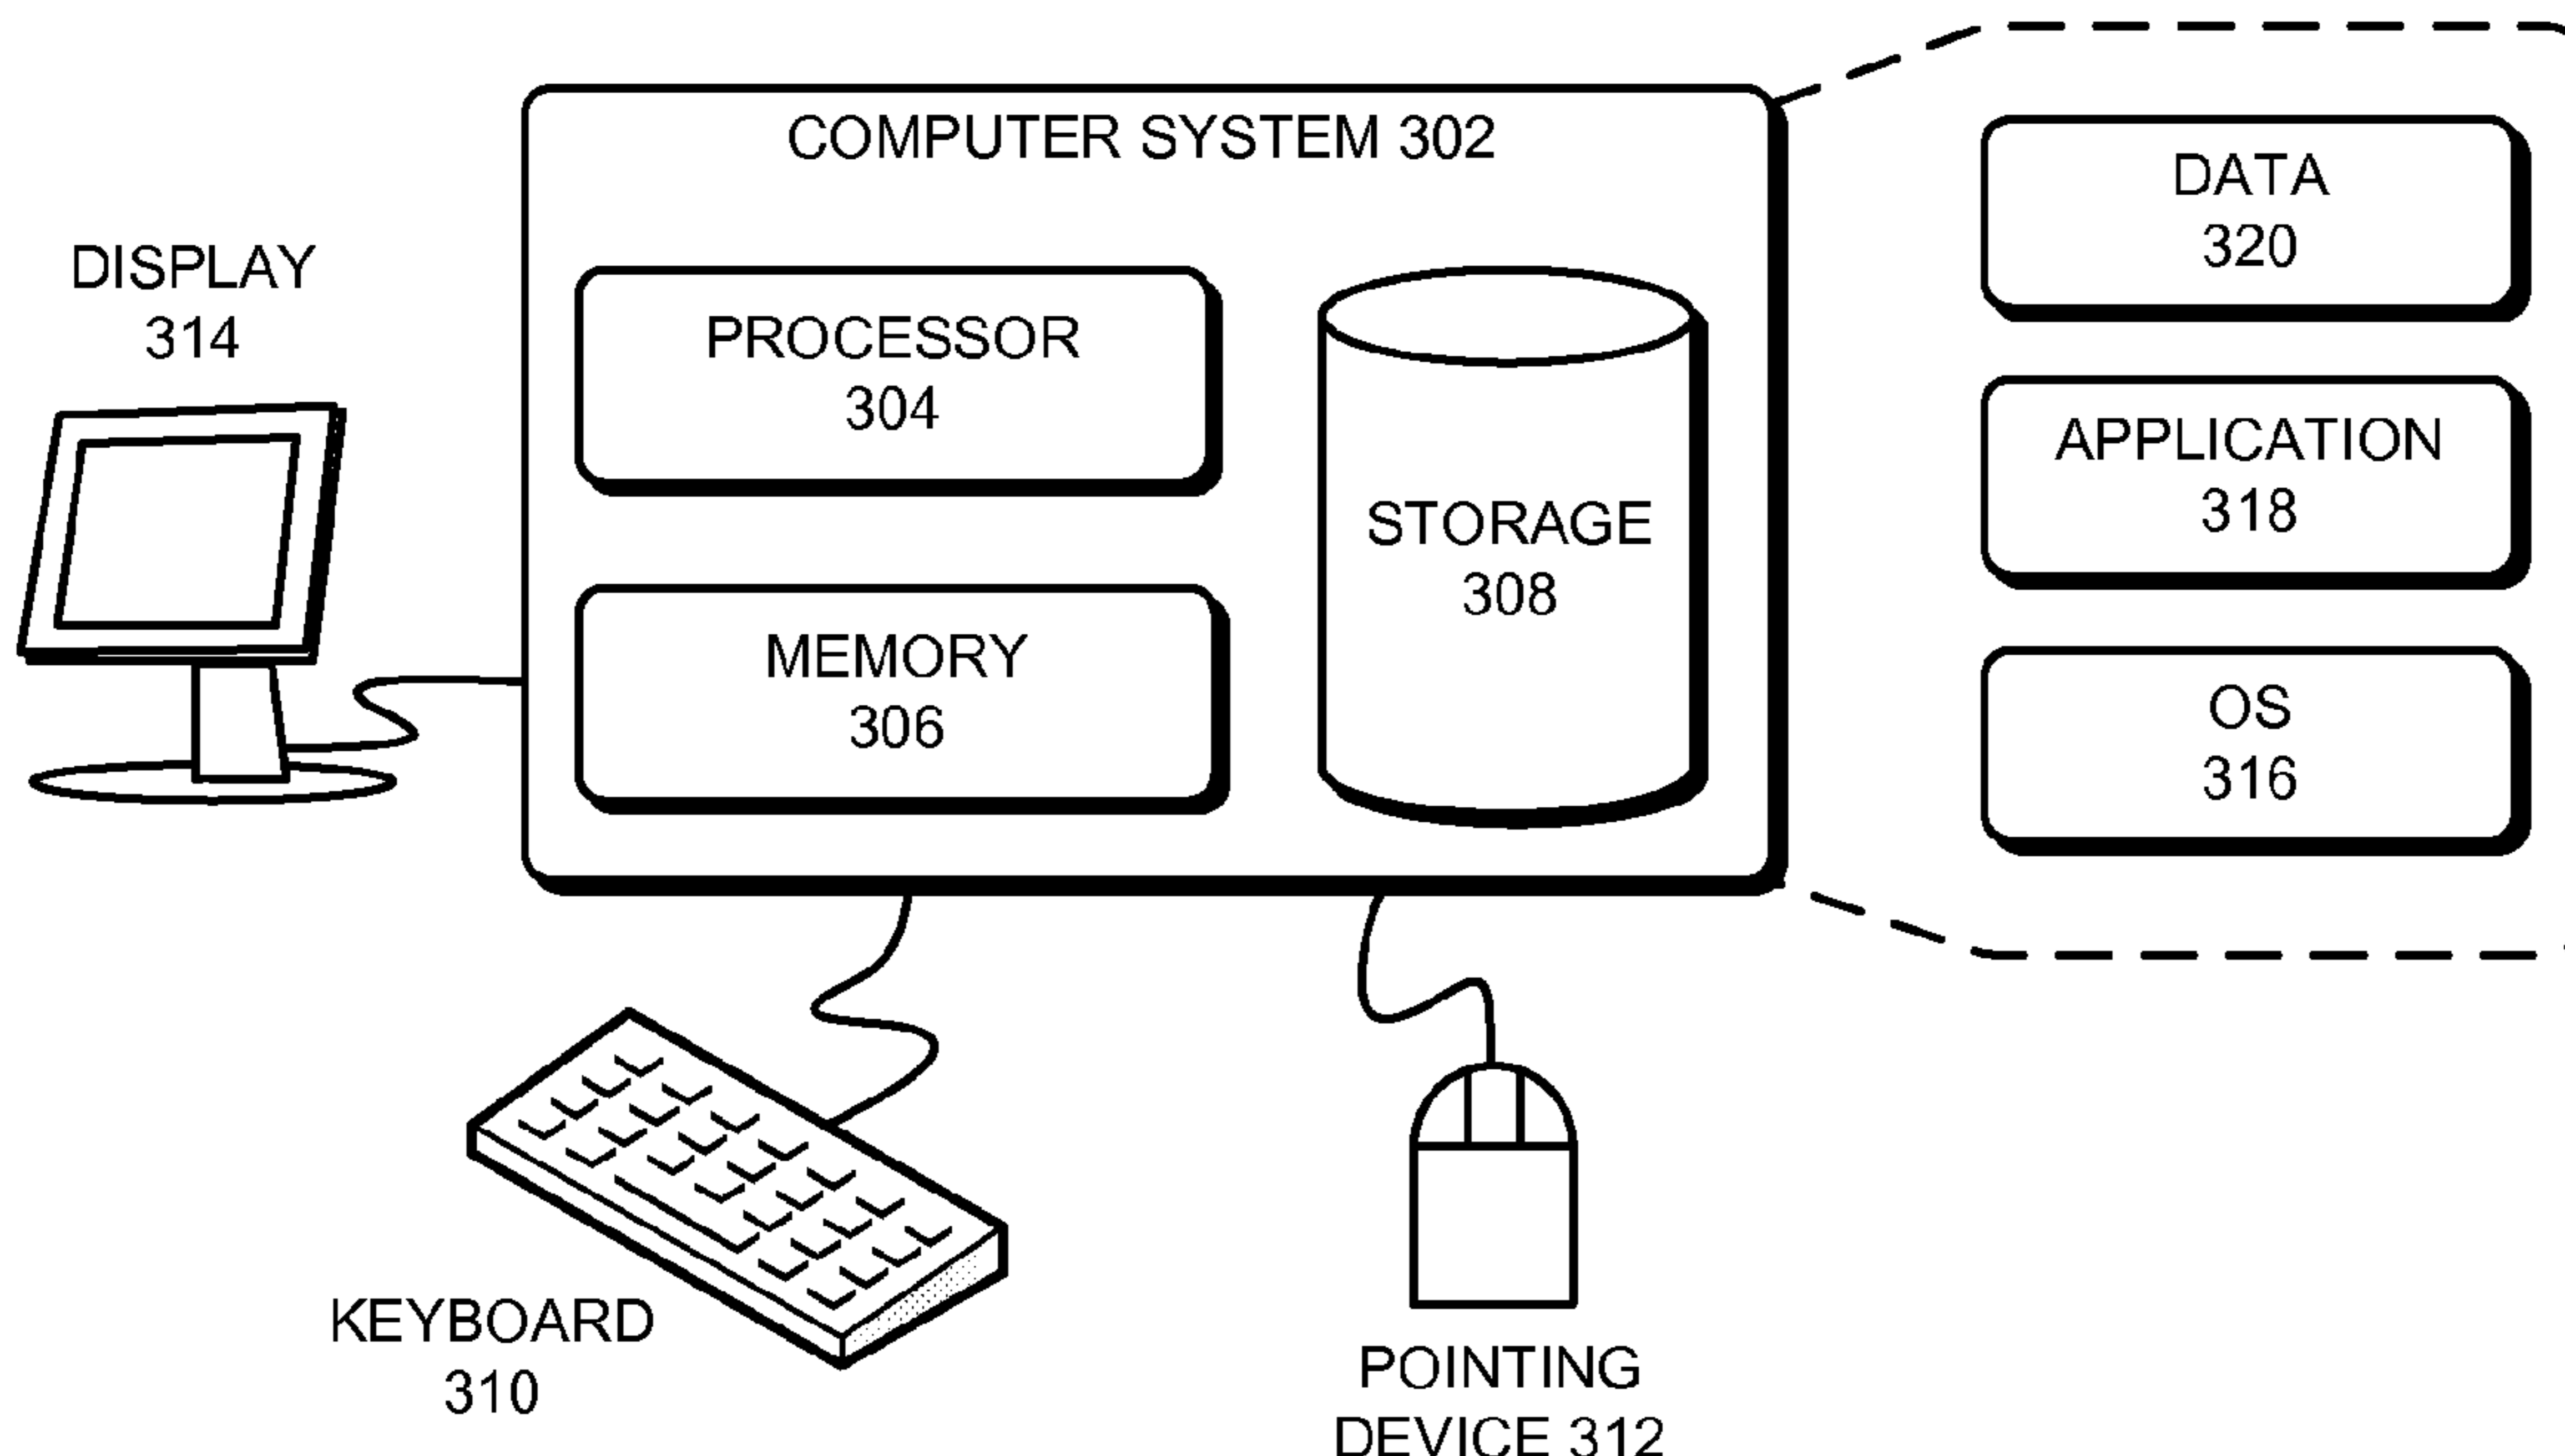 COMPUTER SYSTEM 302
DISPLAY
314
PROCESSOR
304
MEMORY
306
STORAGE
308
DATA
320
APPLICATION
318
OS
316
KEYBOARD
310
POINTING
DEVICE 312